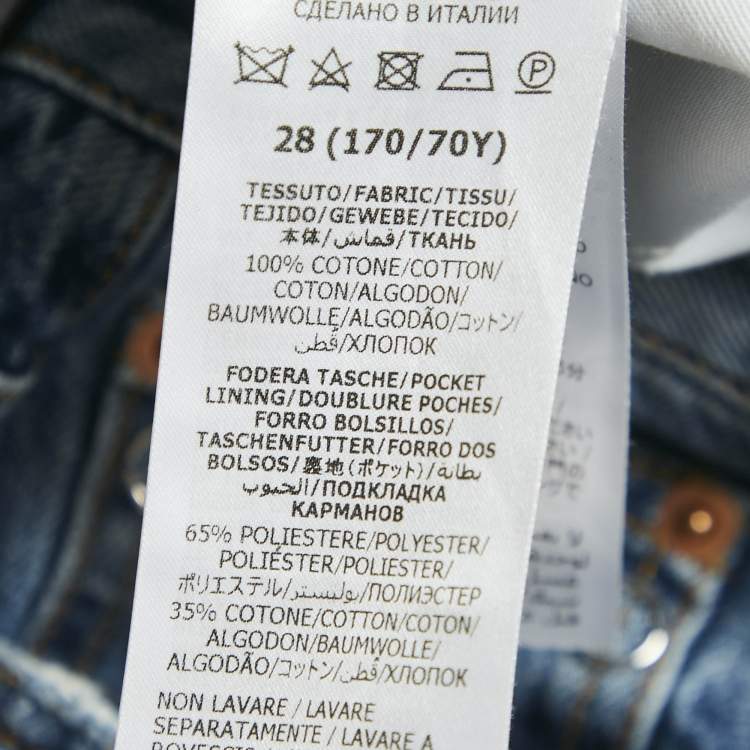 СДЕЛАНО В ИТАЛИИ
P
28 (170/70Y)
TESSUTO/FABRIC/TISSU/
TEJIDO/GEWEBE/TECIDO/
本体/قماش/ТКАНЬ
100% COTONE/COTTON/
COTON/ALGODON/
BAUMWOLLE/ALGODÃO/コットン/
قطن/ХЛОПОК
FODERA TASCHE/POCKET
LINING/DOUBLURE POCHES/
FORRO BOLSILLOS/
TASCHENFUTTER/FORRO DOS
BOLSOS/裏地(ポケット)/بطانة
الجيوب/ПОДКЛАДКА
КАРМАНОВ
65% POLIESTERE/POLYESTER/
POLIÉSTER/POLIESTER/
ポリエステル/بوليستر/ПОЛИЭСТЕР
35% COTONE/COTTON/COTON/
ALGODON/BAUMWOLLE/
ALGODÃO/コットン/قطن/ХЛОПОК
NON LAVARE / LAVARE
SEPARATAMENTE / LAVARE A
ROVESCIO